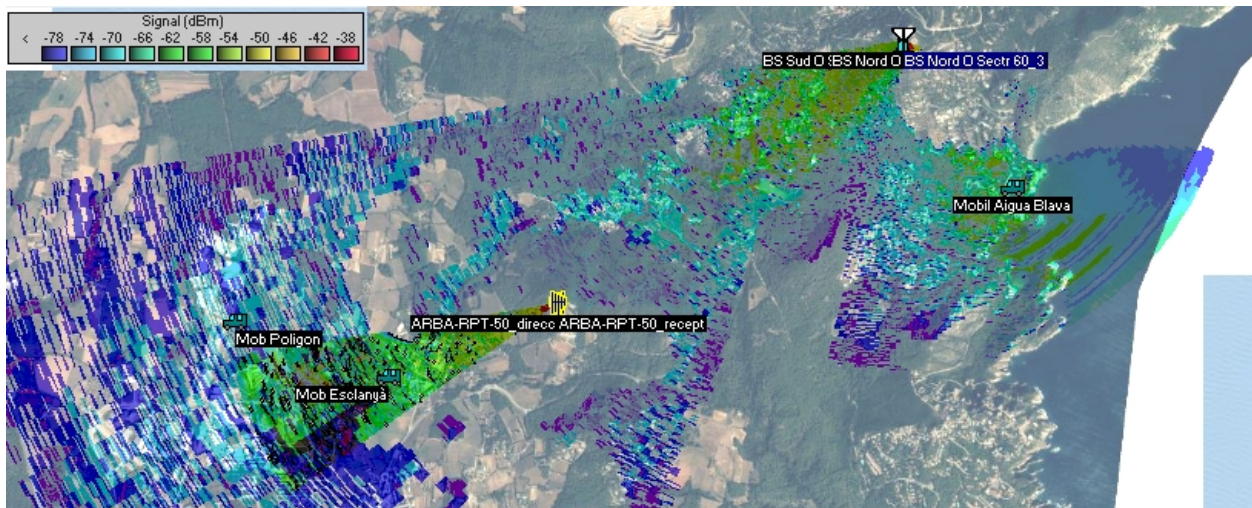 Signal (dBm)
< -78 -74 -70 -66 -62 -58 -54 -50 -46 -42 -38
BS Sud O BS Nord O BS Nord O Sectr 60_3
Mobil Aigua Blava
ARBA-RPT-50_direcc ARBA-RPT-50_recept
Mob Polígon
Mob Esclanyà